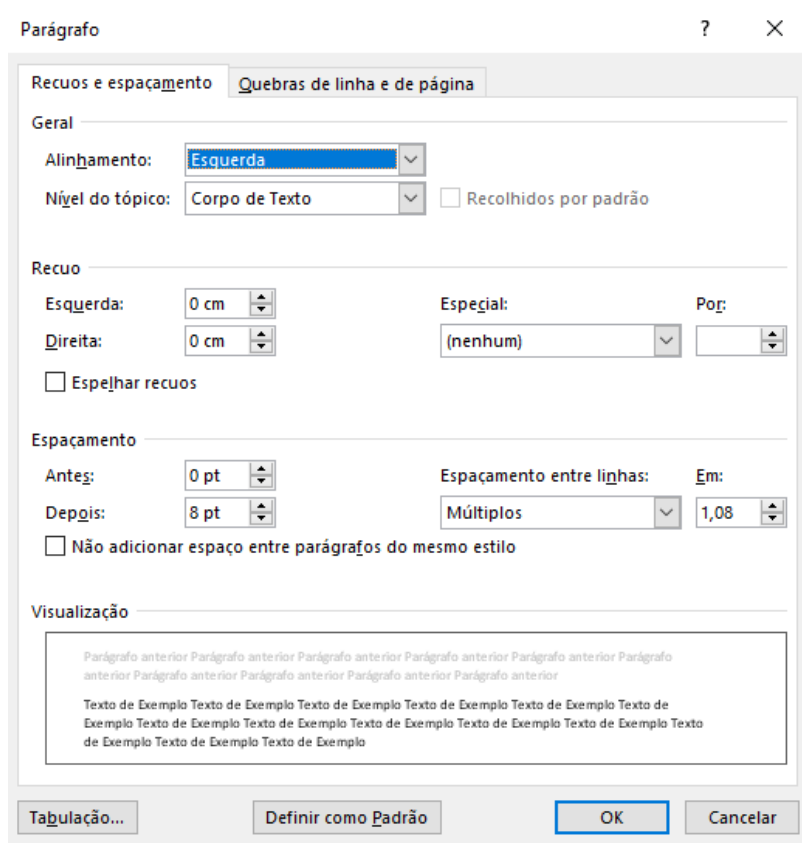 Parágrafo ?
Recuos e espaçamento Quebras de linha e de página
Geral
Alinhamento: Esquerda
Nível do tópico: Corpo de Texto Recolhidos por padrão
Recuo
Esquerda: 0 cm Especial: Por:
Direita: 0 cm (nenhum)
Espelhar recuos
Espaçamento
Antes: 0 pt Espaçamento entre linhas: Em:
Depois: 8 pt Múltiplos 1,08
Não adicionar espaço entre parágrafos do mesmo estilo
Visualização
Parágrafo anterior Parágrafo anterior Parágrafo anterior Parágrafo anterior Parágrafo anterior Parágrafo
anterior Parágrafo anterior Parágrafo anterior Parágrafo anterior Parágrafo anterior
Texto de Exemplo Texto de Exemplo Texto de Exemplo Texto de Exemplo Texto de Exemplo Texto de
Exemplo Texto de Exemplo Texto de Exemplo Texto de Exemplo Texto de Exemplo Texto de Exemplo Texto
de Exemplo Texto de Exemplo Texto de Exemplo
Tabulação... Definir como Padrão OK Cancelar